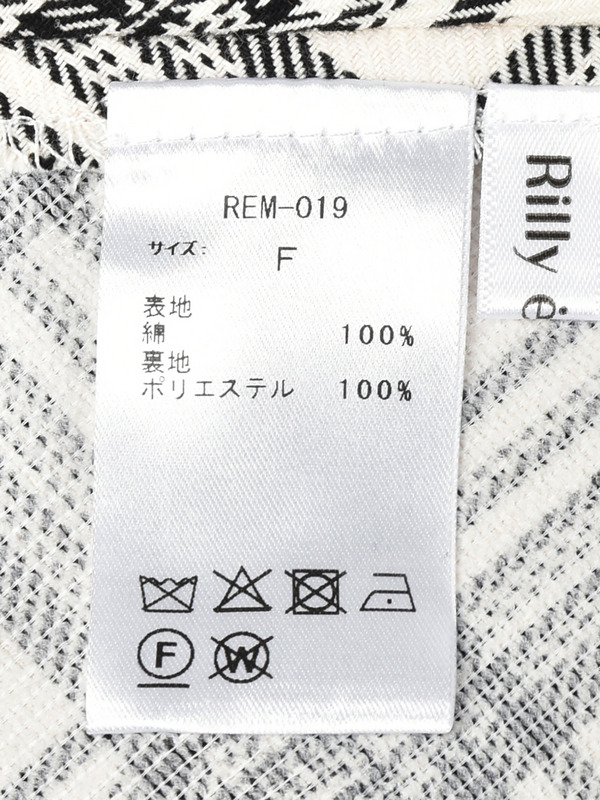 REM-019
サイズ: F
表地
綿 100%
裏地
ポリエステル 100%
F
W
Rilly